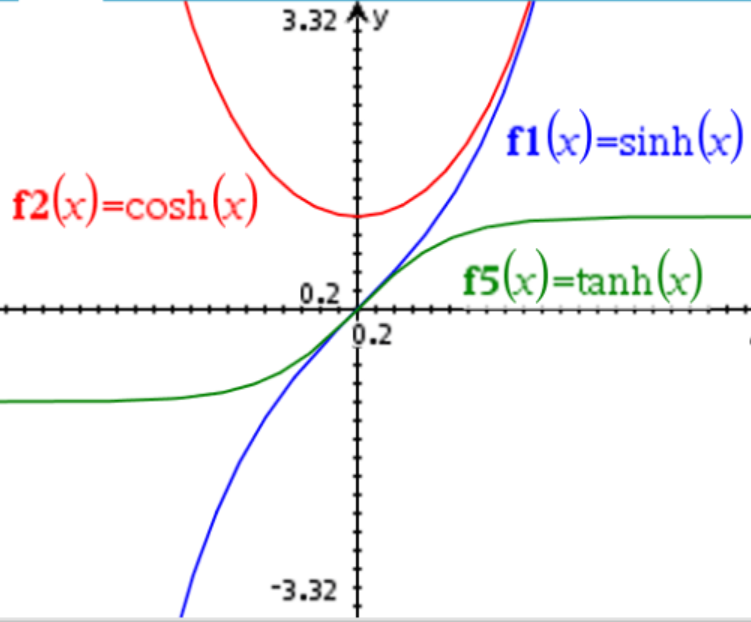 3.32 y
f1(x)=sinh(x)
f2(x)=cosh(x)
f5(x)=tanh(x)
0.2
0.2
-3.32